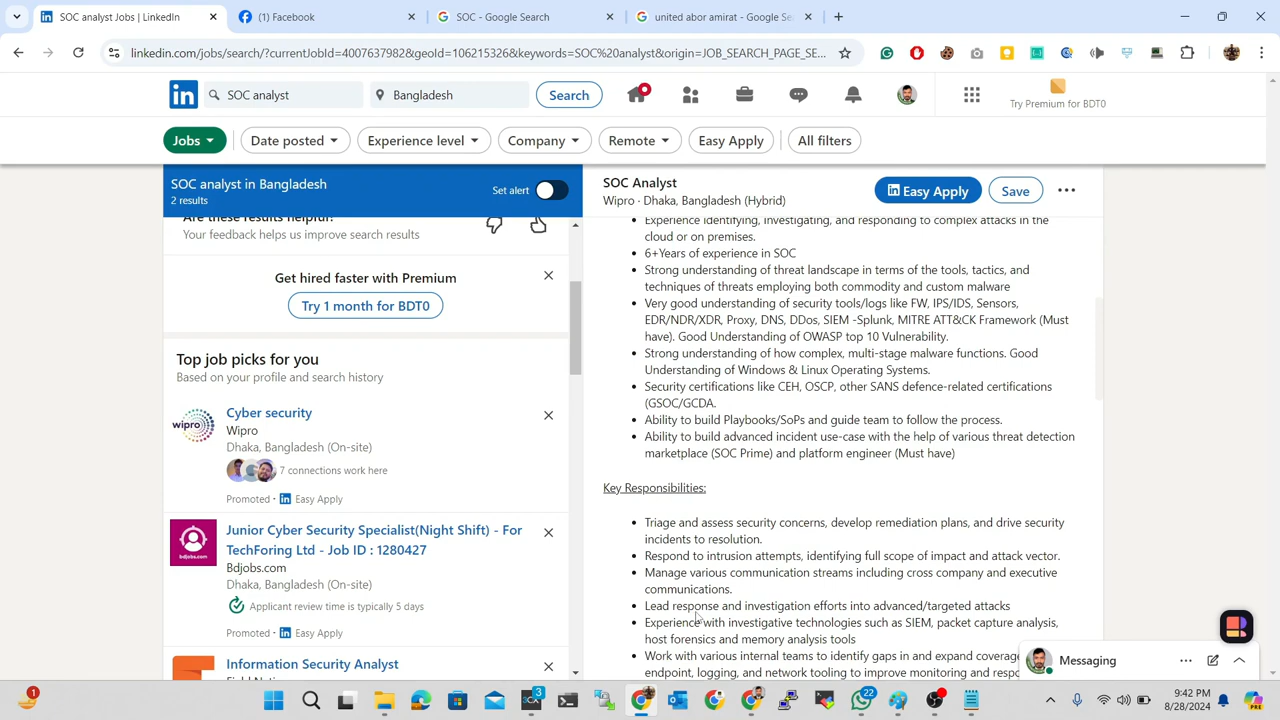 SOC analyst Jobs | LinkedIn
(1) Facebook
SOC - Google Search
united abor amirat - Google Se
linkedin.com/jobs/search/?currentJobId=4007637982&geoId=106215326&keywords=SOC%20analyst&origin=JOB_SEARCH_PAGE_SE...
in
SOC analyst
Bangladesh
Search
Try Premium for BDT0
Jobs
Date posted
Experience level
Company
Remote
Easy Apply
All filters
SOC analyst in Bangladesh
2 results
Set alert
Are these results helpful?
Your feedback helps us improve search results
Get hired faster with Premium
Try 1 month for BDT0
Top job picks for you
Based on your profile and search history
wipro
Cyber security
Wipro
Dhaka, Bangladesh (On-site)
7 connections work here
Promoted · Easy Apply
bdjobs.com
Junior Cyber Security Specialist(Night Shift) - For
TechForing Ltd - Job ID : 1280427
Bdjobs.com
Dhaka, Bangladesh (On-site)
Applicant review time is typically 5 days
Promoted · Easy Apply
Information Security Analyst
SOC Analyst
Wipro · Dhaka, Bangladesh (Hybrid)
Easy Apply
Save
• Experience identifying, investigating, and responding to complex attacks in the
cloud or on premises.
• 6+Years of experience in SOC
• Strong understanding of threat landscape in terms of the tools, tactics, and
techniques of threats employing both commodity and custom malware
• Very good understanding of security tools/logs like FW, IPS/IDS, Sensors,
EDR/NDR/XDR, Proxy, DNS, DDos, SIEM -Splunk, MITRE ATT&CK Framework (Must
have). Good Understanding of OWASP top 10 Vulnerability.
• Strong understanding of how complex, multi-stage malware functions. Good
Understanding of Windows & Linux Operating Systems.
• Security certifications like CEH, OSCP, other SANS defence-related certifications
(GSOC/GCDA.
• Ability to build Playbooks/SoPs and guide team to follow the process.
• Ability to build advanced incident use-case with the help of various threat detection
marketplace (SOC Prime) and platform engineer (Must have)
Key Responsibilities:
• Triage and assess security concerns, develop remediation plans, and drive security
incidents to resolution.
• Respond to intrusion attempts, identifying full scope of impact and attack vector.
• Manage various communication streams including cross company and executive
communications.
• Lead response and investigation efforts into advanced/targeted attacks
• Experience with investigative technologies such as SIEM, packet capture analysis,
host forensics and memory analysis tools
• Work with various internal teams to identify gaps in and expand coverage
endpoint, logging, and network tooling to improve monitoring and
Messaging
1
3
22
9:42 PM
8/28/2024